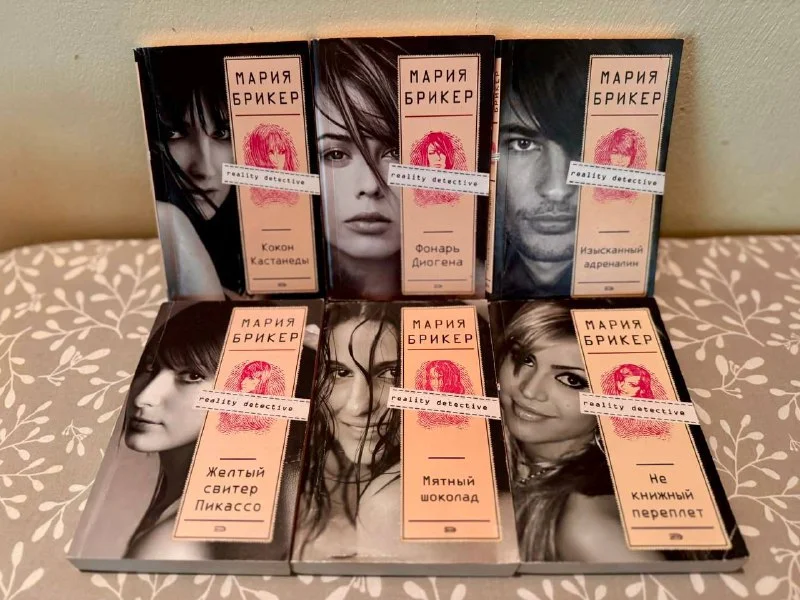 МАРИЯ
БРИКЕР
reality detective
Кокон
Кастанеды
МАРИЯ
БРИКЕР
reality detective
Фонарь
Диогена
БРИКЕР
МАРИЯ
БРИКЕР
reality detective
Изысканный
адреналин
МАРИЯ
БРИКЕР
reality detective
Желтый
свитер
Пикассо
МАРИЯ
БРИКЕР
reality detective
Мятный
шоколад
МАРИЯ
БРИКЕР
reality detective
Не
книжный
переплет